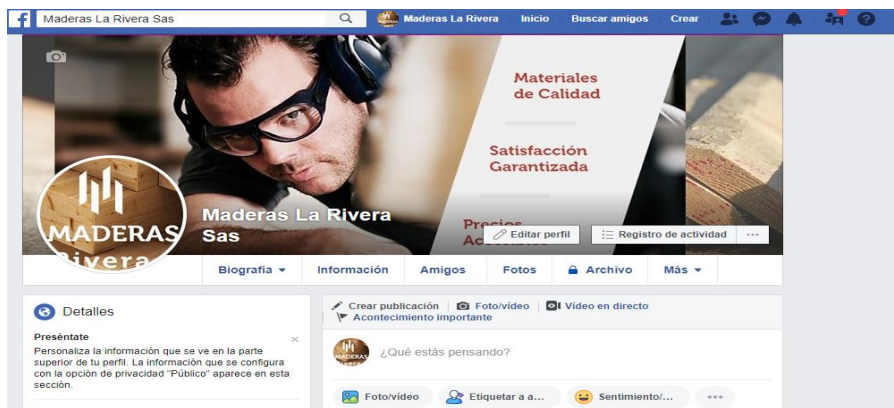 Maderas La Rivera Sas
Maderas La Rivera Inicio Buscar amigos Crear
Materiales
de Calidad
Satisfacción
Garantizada
Precios
MADERAS
Rivera
Maderas La Rivera
Sas
Editar perfil Registro de actividad ...
Biografía Información Amigos Fotos Archivo Más
Detalles
Preséntate
Personaliza la información que se ve en la parte
superior de tu perfil. La información que se configura
con la opción de privacidad "Público" aparece en esta
sección.
Crear publicación Foto/vídeo Vídeo en directo
Acontecimiento importante
MADERAS
¿Qué estás pensando?
Foto/vídeo Etiquetar a a... Sentimiento/... ...